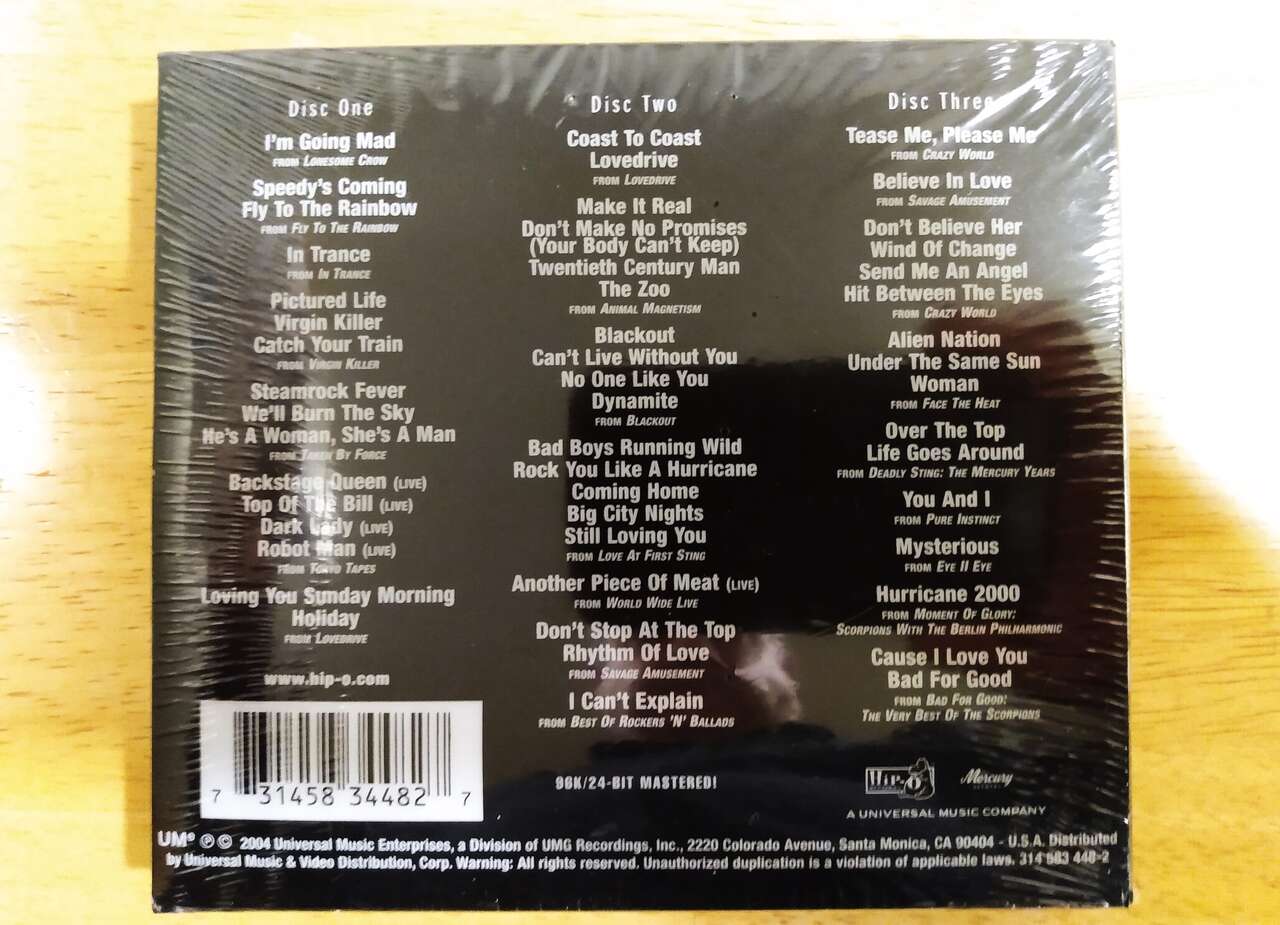 Disc One
I'm Going Mad
FROM LONESOME CROW
Speedy's Coming
Fly To The Rainbow
FROM FLY TO THE RAINBOW
In Trance
FROM IN TRANCE
Pictured Life
Virgin Killer
Catch Your Train
FROM VIRGIN KILLER
Steamrock Fever
We'll Burn The Sky
He's A Woman, She's A Man
FROM TAKEN BY FORCE
Backstage Queen (LIVE)
Top Of The Bill (LIVE)
Dark Lady (LIVE)
Robot Man (LIVE)
FROM TOKYO TAPES
Loving You Sunday Morning
Holiday
FROM LOVEDRIVE
www.hip-o.com
7 31458 34482 7
Disc Two
Coast To Coast
Lovedrive
FROM LOVEDRIVE
Make It Real
Don't Make No Promises
(Your Body Can't Keep)
Twentieth Century Man
The Zoo
FROM ANIMAL MAGNETISM
Blackout
Can't Live Without You
No One Like You
Dynamite
FROM BLACKOUT
Bad Boys Running Wild
Rock You Like A Hurricane
Coming Home
Big City Nights
Still Loving You
FROM LOVE AT FIRST STING
Another Piece Of Meat (LIVE)
FROM WORLD WIDE LIVE
Don't Stop At The Top
Rhythm Of Love
FROM SAVAGE AMUSEMENT
I Can't Explain
FROM BEST OF ROCKERS 'N' BALLADS
96K/24-BIT MASTERED!
Disc Three
Tease Me, Please Me
FROM CRAZY WORLD
Believe In Love
FROM SAVAGE AMUSEMENT
Don't Believe Her
Wind Of Change
Send Me An Angel
Hit Between The Eyes
FROM CRAZY WORLD
Alien Nation
Under The Same Sun
Woman
FROM FACE THE HEAT
Over The Top
Life Goes Around
FROM DEADLY STING: THE MERCURY YEARS
You And I
FROM PURE INSTINCT
Mysterious
FROM EYE II EYE
Hurricane 2000
FROM MOMENT OF GLORY:
SCORPIONS WITH THE BERLIN PHILHARMONIC
Cause I Love You
Bad For Good
FROM BAD FOR GOOD:
THE VERY BEST OF THE SCORPIONS
HIP-O
Mercury
A UNIVERSAL MUSIC COMPANY
UMe ℗ © 2004 Universal Music Enterprises, a Division of UMG Recordings, Inc., 2220 Colorado Avenue, Santa Monica, CA 90404 - U.S.A. Distributed
by Universal Music & Video Distribution, Corp. Warning: All rights reserved. Unauthorized duplication is a violation of applicable laws. 314 583 448-2